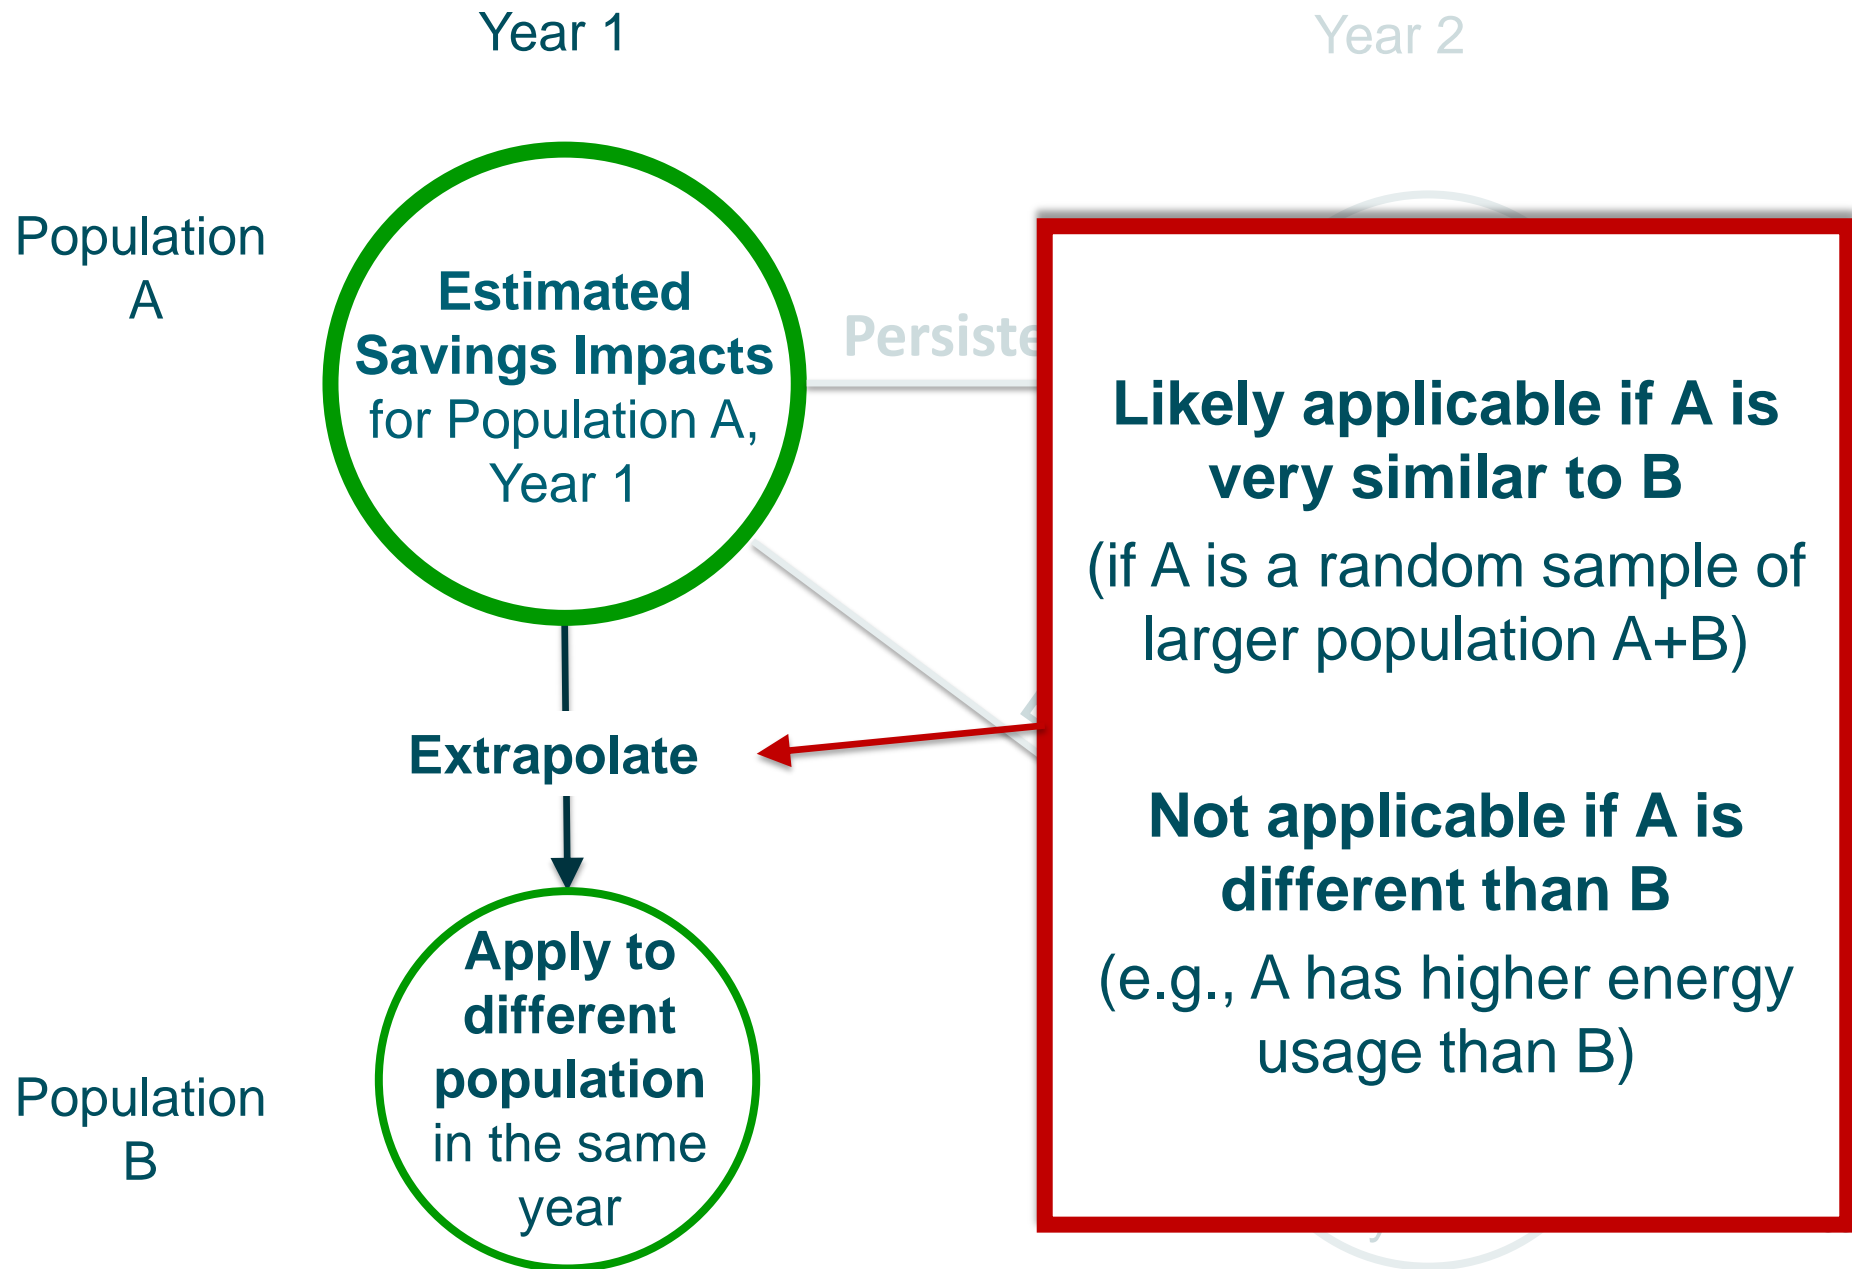 Year 1
Year 2
Population
A
Estimated
Savings Impacts
for Population A,
Year 1
Likely applicable if A is
very similar to B
(if A is a random sample of
larger population A+B)
Not applicable if A is
different than B
(e.g., A has higher energy
usage than B)
Extrapolate
Population
B
Apply to
different
population
in the same
year